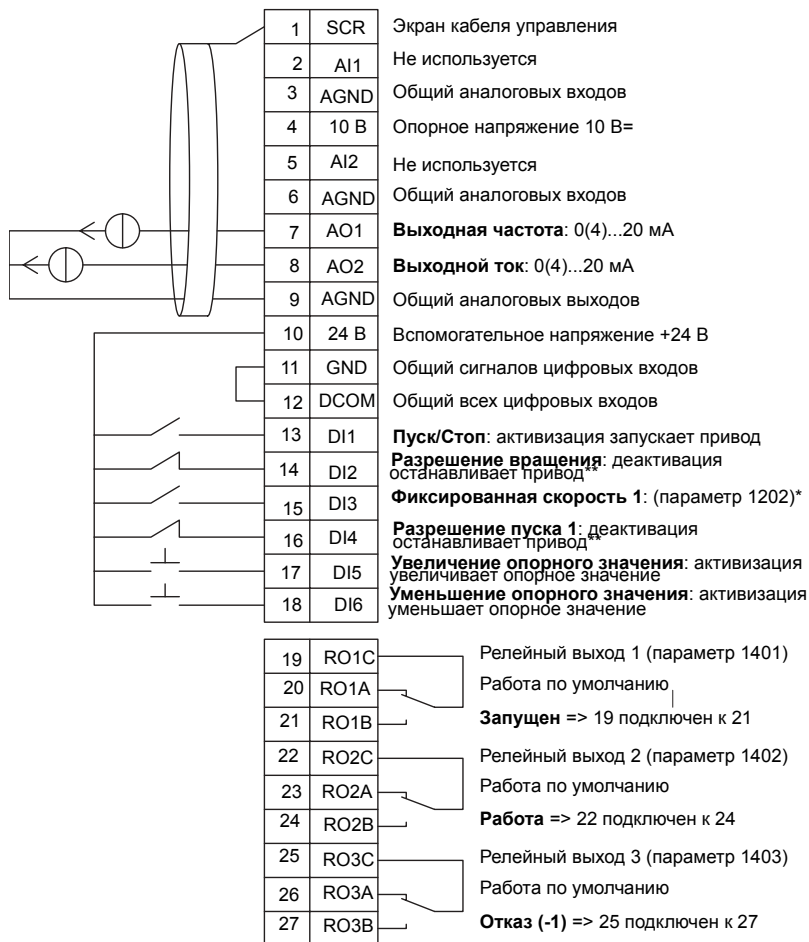 1 SCR Экран кабеля управления
2 AI1 Не используется
3 AGND Общий аналоговых входов
4 10 В Опорное напряжение 10 В=
5 AI2 Не используется
6 AGND Общий аналоговых входов
7 AO1 Выходная частота: 0(4)...20 мА
8 AO2 Выходной ток: 0(4)...20 мА
9 AGND Общий аналоговых выходов
10 24 В Вспомогательное напряжение +24 В
11 GND Общий сигналов цифровых входов
12 DCOM Общий всех цифровых входов
13 DI1 Пуск/Стоп: активизация запускает привод
14 DI2 Разрешение вращения: деактивация
останавливает привод**
15 DI3 Фиксированная скорость 1: (параметр 1202)*
16 DI4 Разрешение пуска 1: деактивация
останавливает привод**
17 DI5 Увеличение опорного значения: активизация
увеличивает опорное значение
18 DI6 Уменьшение опорного значения: активизация
уменьшает опорное значение
19 RO1C Релейный выход 1 (параметр 1401)
20 RO1A Работа по умолчанию
21 RO1B Запущен => 19 подключен к 21
22 RO2C Релейный выход 2 (параметр 1402)
23 RO2A Работа по умолчанию
24 RO2B Работа => 22 подключен к 24
25 RO3C Релейный выход 3 (параметр 1403)
26 RO3A Работа по умолчанию
27 RO3B Отказ (-1) => 25 подключен к 27